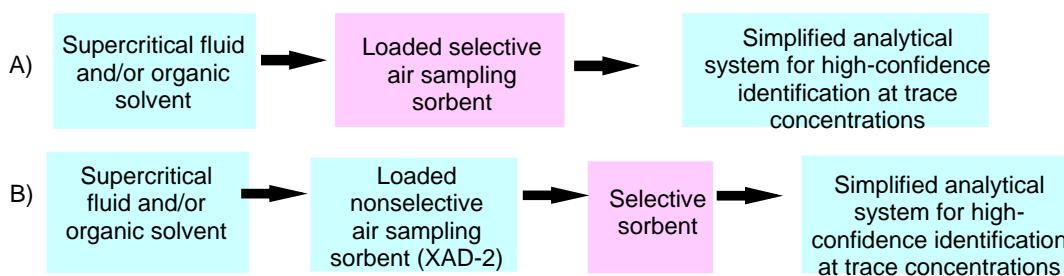 A)
Supercritical fluid
and/or organic
solvent
Loaded selective
air sampling
sorbent
Simplified analytical
system for high-confidence
identification at trace
concentrations
B)
Supercritical
fluid and/or
organic solvent
Loaded
nonselective
air sampling
sorbent (XAD-2)
Selective
sorbent
Simplified analytical
system for high-
confidence identification
at trace concentrations